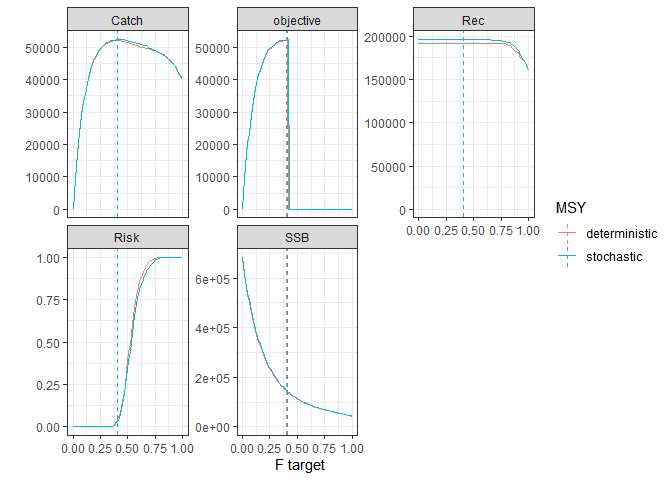 Catch
objective
Rec
50000
40000
30000
20000
10000
0
50000
40000
30000
20000
10000
0
200000
150000
100000
50000
0
0.00 0.25 0.50 0.75 1.00
Risk
SSB
1.00
0.75
0.50
0.25
0.00
6e+05
4e+05
2e+05
0e+00
0.00 0.25 0.50 0.75 1.00
0.00 0.25 0.50 0.75 1.00
F target
MSY
deterministic
stochastic